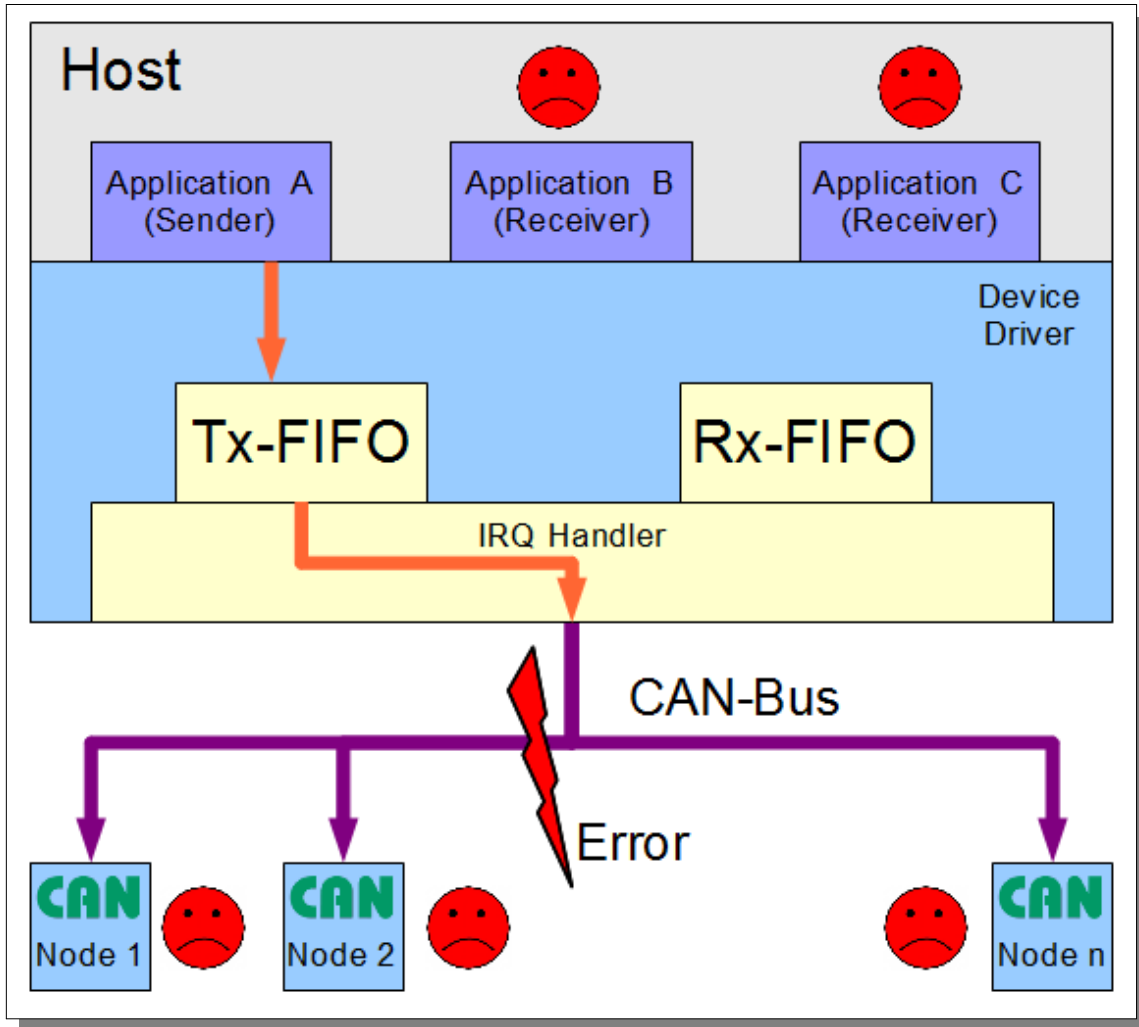 Host
Application A
(Sender)
Application B
(Receiver)
Application C
(Receiver)
Device
Driver
Tx-FIFO
Rx-FIFO
IRQ Handler
CAN-Bus
Error
CAN
Node 1
CAN
Node 2
CAN
Node n